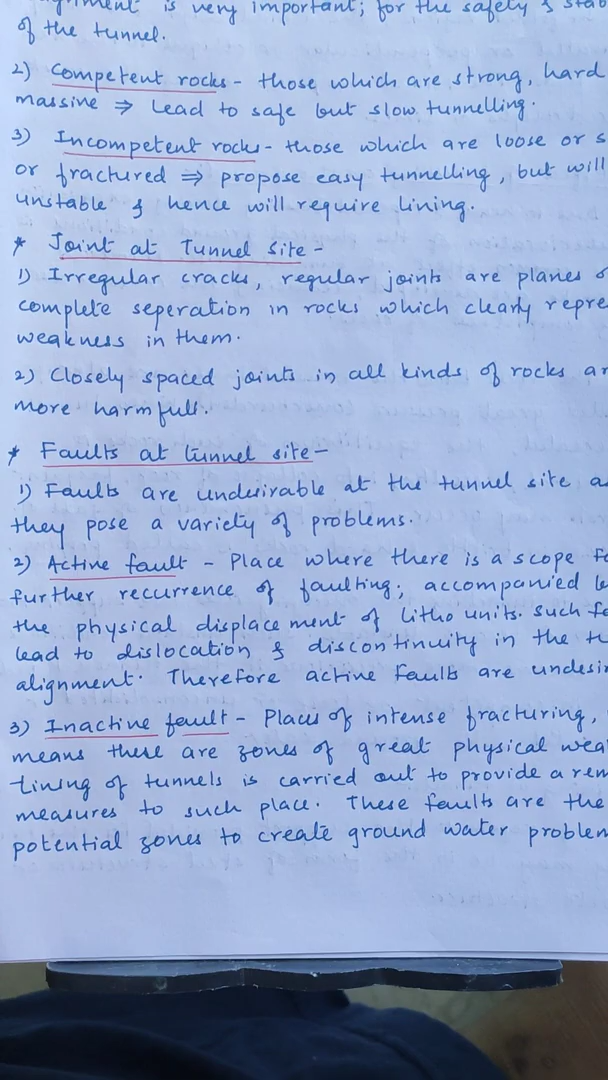 is very important; for the safety &
of the tunnel.
2) Competent rocks - those which are strong, hard
massive ⇒ lead to safe but slow tunnelling.
3) Incompetent rocks - those which are loose or
or fractured ⇒ propose easy tunnelling, but will
unstable & hence will require lining.
* Joint at Tunnel site -
1) Irregular cracks, regular joints are planes
complete seperation in rocks which clearly
weakness in them.
2) Closely spaced joints in all kinds of rocks
more harmfull.
* Faults at tunnel site -
1) Faults are undesirable at the tunnel site
they pose a variety of problems.
2) Active fault - Place where there is a scope
further recurrence of faulting; accompanied
the physical displacement of litho units. Such
lead to dislocation & discontinuity in the
alignment. Therefore active faults are
3) Inactive fault - Places of intense fracturing,
means there are zones of great physical
Lining of tunnels is carried out to provide a
measures to such place. These faults are the
potential zones to create ground water